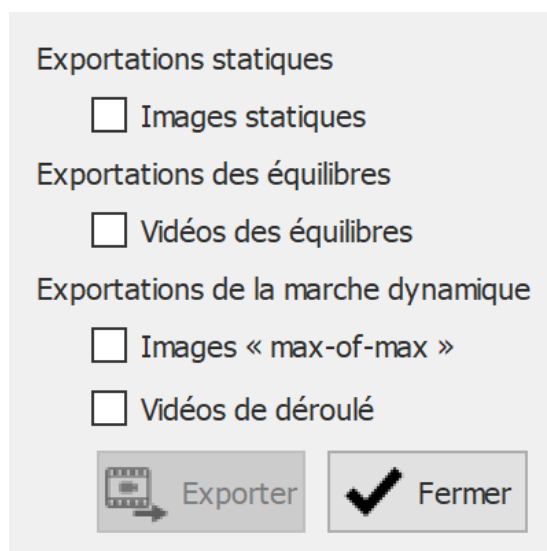 Exportations statiques
Images statiques
Exportations des équilibres
Vidéos des équilibres
Exportations de la marche dynamique
Images « max-of-max »
Vidéos de déroulé
Exporter
Fermer